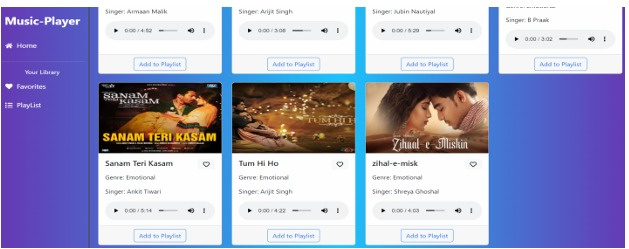 Music-Player
Home
Your Library
Favorites
PlayList
Singer: Armaan Malik
0:00 / 4:52
Add to Playlist
Singer: Arijit Singh
0:00 / 3:08
Add to Playlist
Singer: Jubin Nautiyal
0:00 / 5:29
Add to Playlist
Singer: B Praak
0:00 / 3:02
Add to Playlist
SANAM TERI KASAM
SANAM TERI KASAM
Sanam Teri Kasam
Genre: Emotional
Singer: Ankit Tiwari
0:00 / 5:14
Add to Playlist
TUM HI HO
Tum Hi Ho
Genre: Emotional
Singer: Arijit Singh
0:00 / 4:22
Add to Playlist
Zihaal-e-Miskin
zihal-e-misk
Genre: Emotional
Singer: Shreya Ghoshal
0:00 / 4:03
Add to Playlist